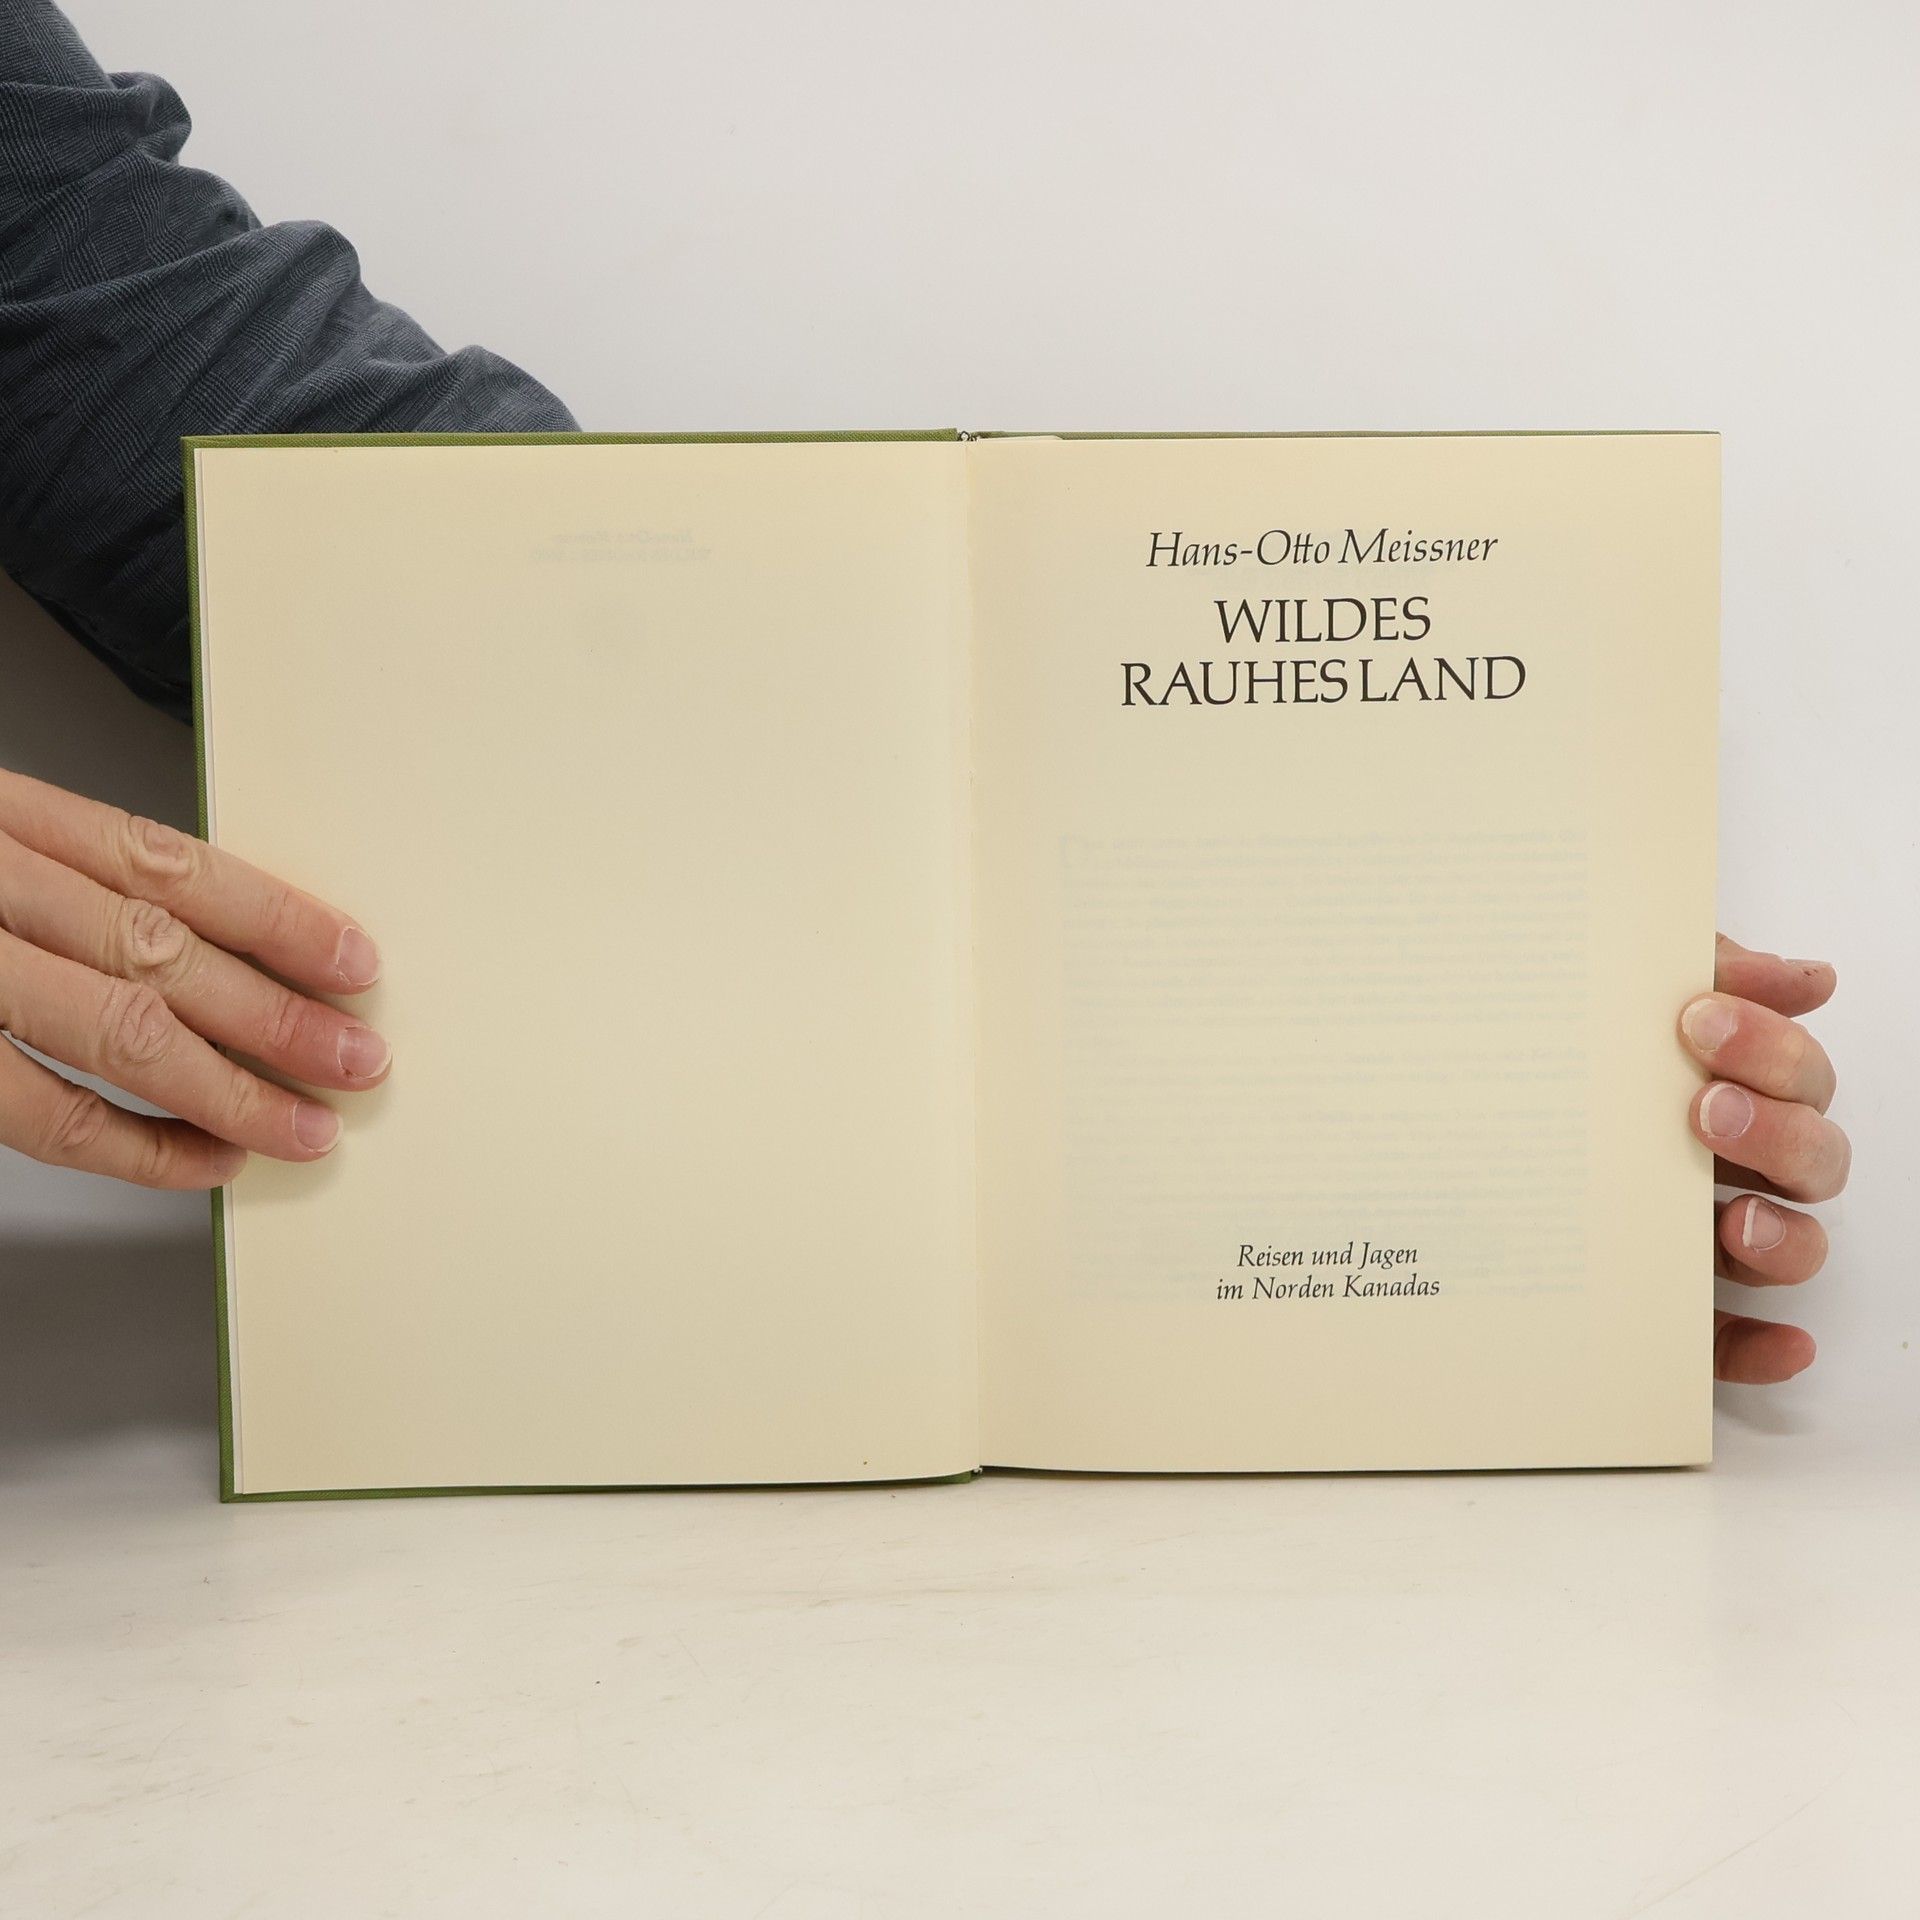 Hans-Otto Meissner
WILDES
RAUHES LAND
Reisen und Jagen
im Norden Kanadas